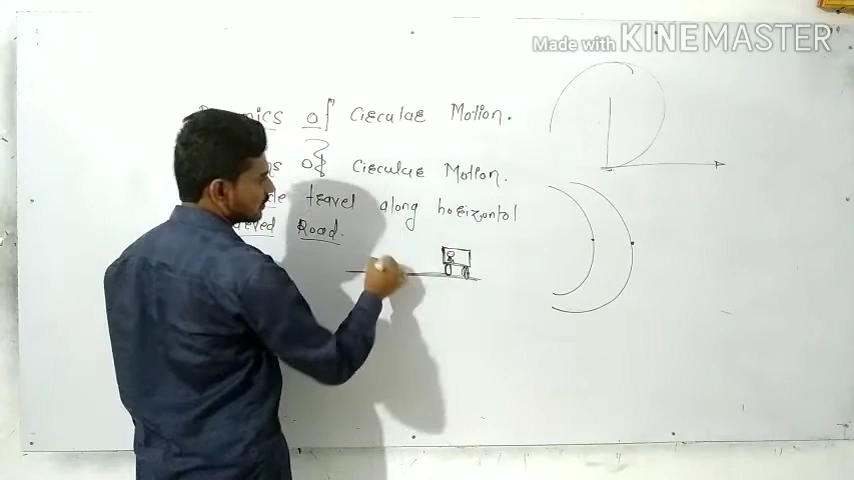 of Circular Motion.
of Circular Motion.
travel along horizontal
Road.
Made with KINEMASTER